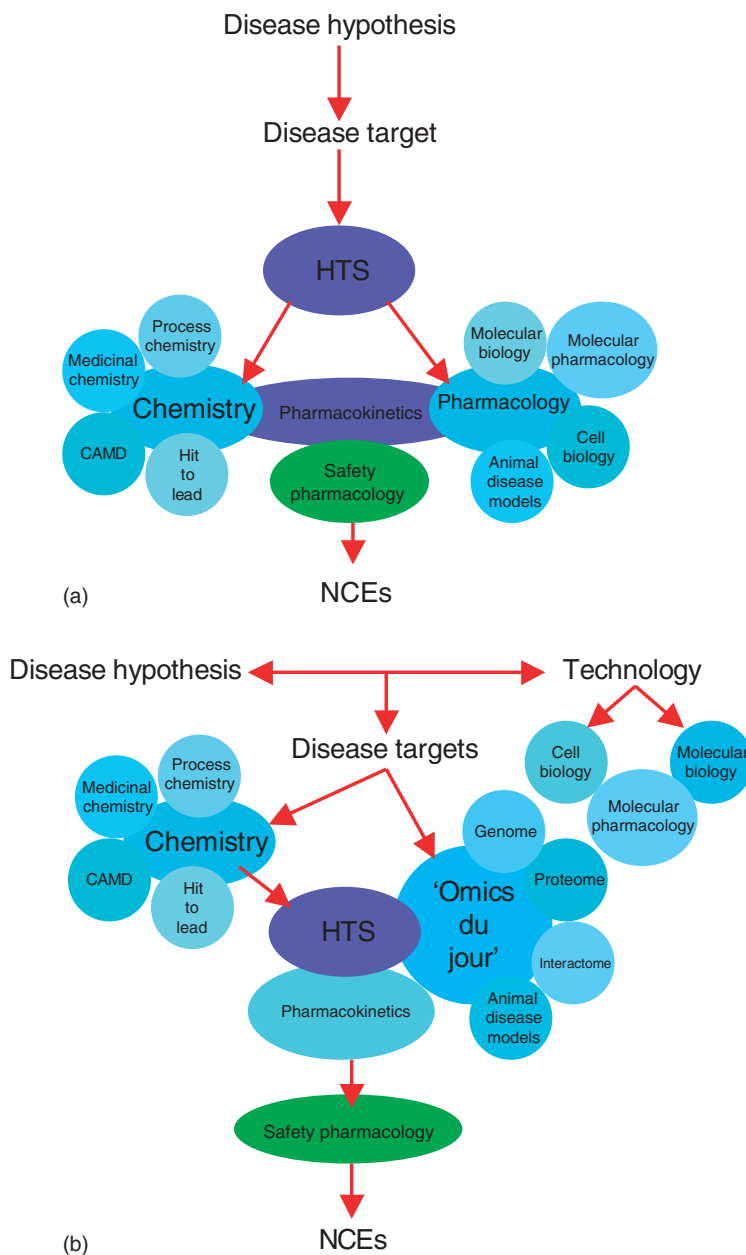 Disease hypothesis
Disease target
HTS
Process
chemistry
Medicinal
chemistry
Chemistry
CAMD
Hit
to
lead
Pharmacokinetics
Safety
pharmacology
Molecular
biology
Molecular
pharmacology
Pharmacology
Cell
biology
Animal
disease
models
NCEs
(a)
Disease hypothesis
Technology
Disease targets
Cell
biology
Molecular
biology
Molecular
pharmacology
Process
chemistry
Medicinal
chemistry
Chemistry
CAMD
Hit
to
lead
HTS
Genome
'Omics
du
jour'
Proteome
Interactome
Animal
disease
models
Pharmacokinetics
Safety pharmacology
NCEs
(b)